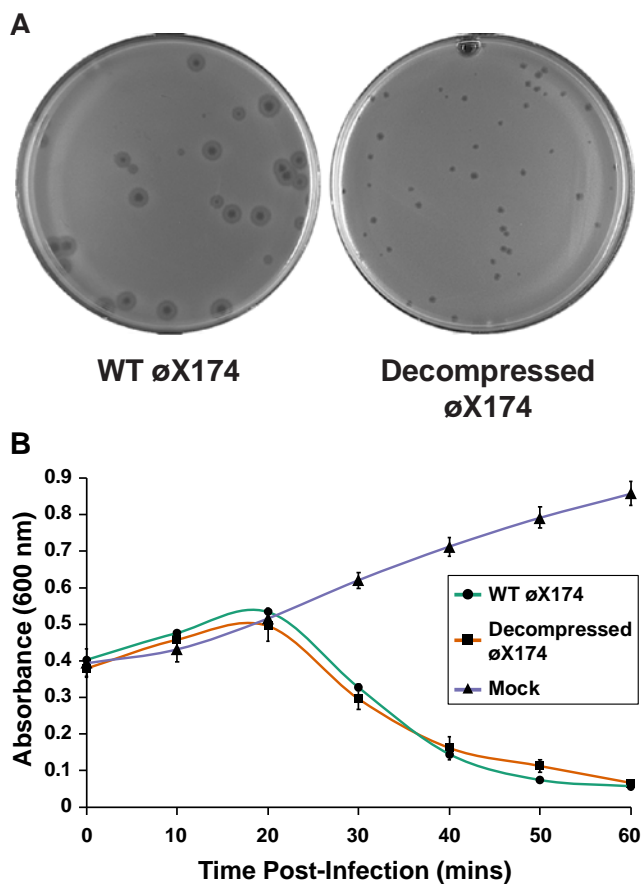 A
WT øX174
Decompressed
øX174
B
0.9
0.8
0.7
0.6
0.5
0.4
0.3
0.2
0.1
0
Absorbance (600 nm)
WT øX174
Decompressed
øX174
Mock
0 10 20 30 40 50 60
Time Post-Infection (mins)